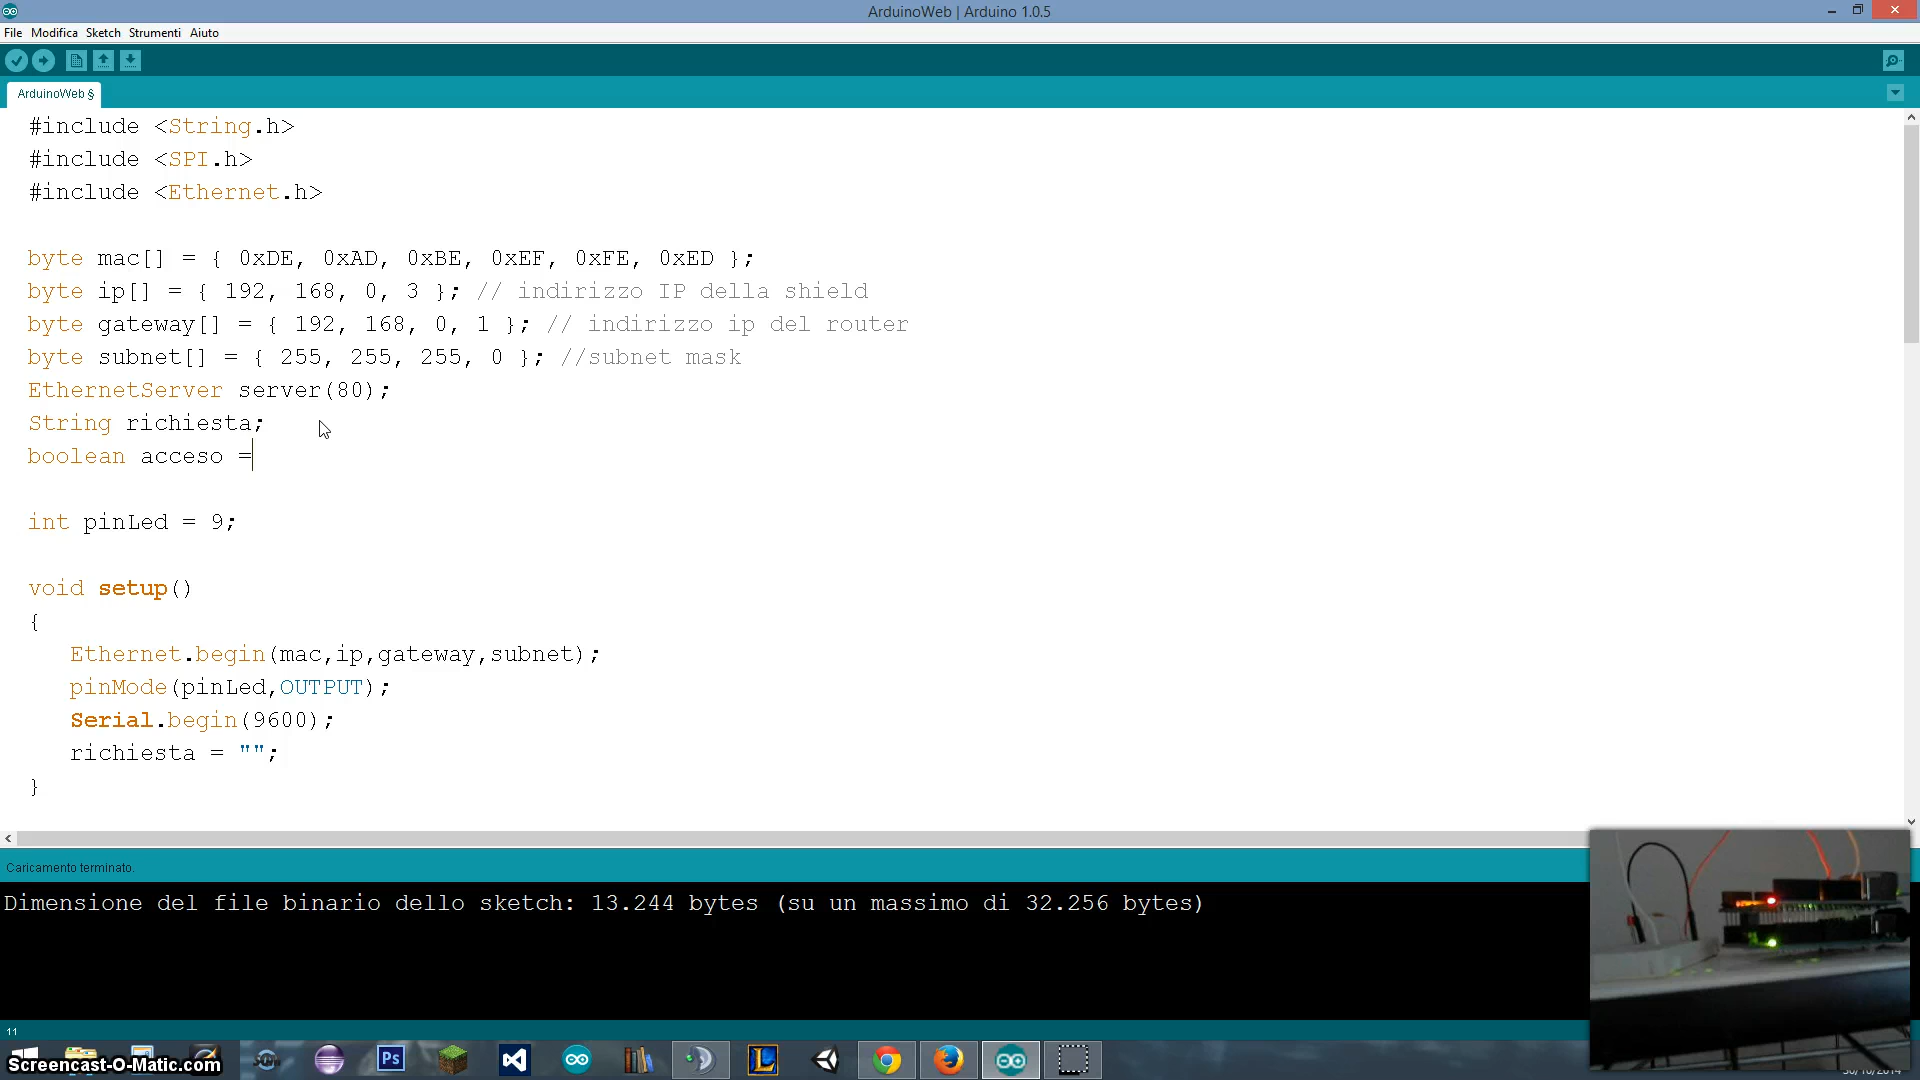 ArduinoWeb | Arduino 1.0.5
File Modifica Sketch Strumenti Aiuto
ArduinoWeb §
#include <String.h>
#include <SPI.h>
#include <Ethernet.h>
byte mac[] = { 0xDE, 0xAD, 0xBE, 0xEF, 0xFE, 0xED };
byte ip[] = { 192, 168, 0, 3 }; // indirizzo IP della shield
byte gateway[] = { 192, 168, 0, 1 }; // indirizzo ip del router
byte subnet[] = { 255, 255, 255, 0 }; //subnet mask
EthernetServer server(80);
String richiesta;
boolean acceso =
int pinLed = 9;
void setup()
{
Ethernet.begin(mac,ip,gateway,subnet);
pinMode(pinLed,OUTPUT);
Serial.begin(9600);
richiesta = "";
}
Caricamento terminato.
Dimensione del file binario dello sketch: 13.244 bytes (su un massimo di 32.256 bytes)
11
Ps
L
Screencast-O-Matic.com